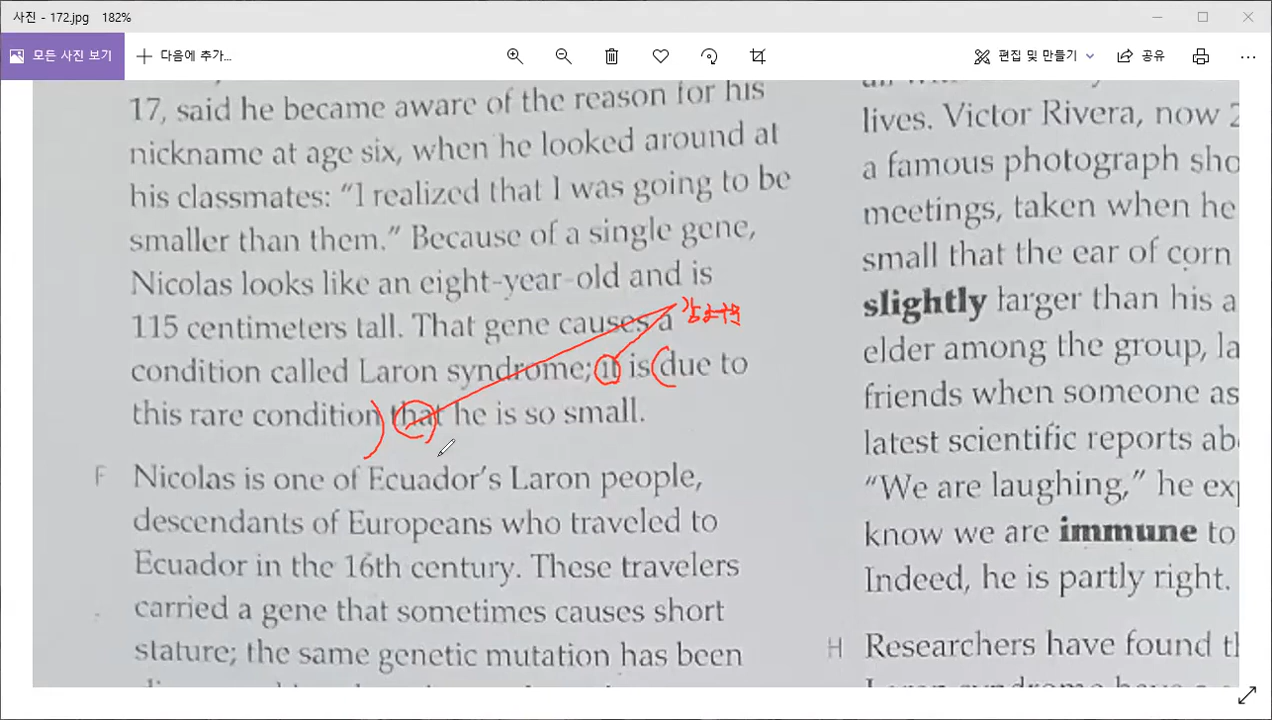 사진 - 172.jpg 182%
모든 사진 보기
다음에 추가...
편집 및 만들기
공유
17, said he became aware of the reason for his
nickname at age six, when he looked around at
his classmates: “I realized that I was going to be
smaller than them.” Because of a single gene,
Nicolas looks like an eight-year-old and is
115 centimeters tall. That gene causes a
condition called Laron syndrome; it is due to
this rare condition that he is so small.
F
Nicolas is one of Ecuador’s Laron people,
descendants of Europeans who traveled to
Ecuador in the 16th century. These travelers
carried a gene that sometimes causes short
stature; the same genetic mutation has been
lives. Victor Rivera, now 2
a famous photograph sho
meetings, taken when he
small that the ear of corn
slightly larger than his a
elder among the group, la
friends when someone as
latest scientific reports ab
“We are laughing,” he exp
know we are immune to
Indeed, he is partly right.
H
Researchers have found th